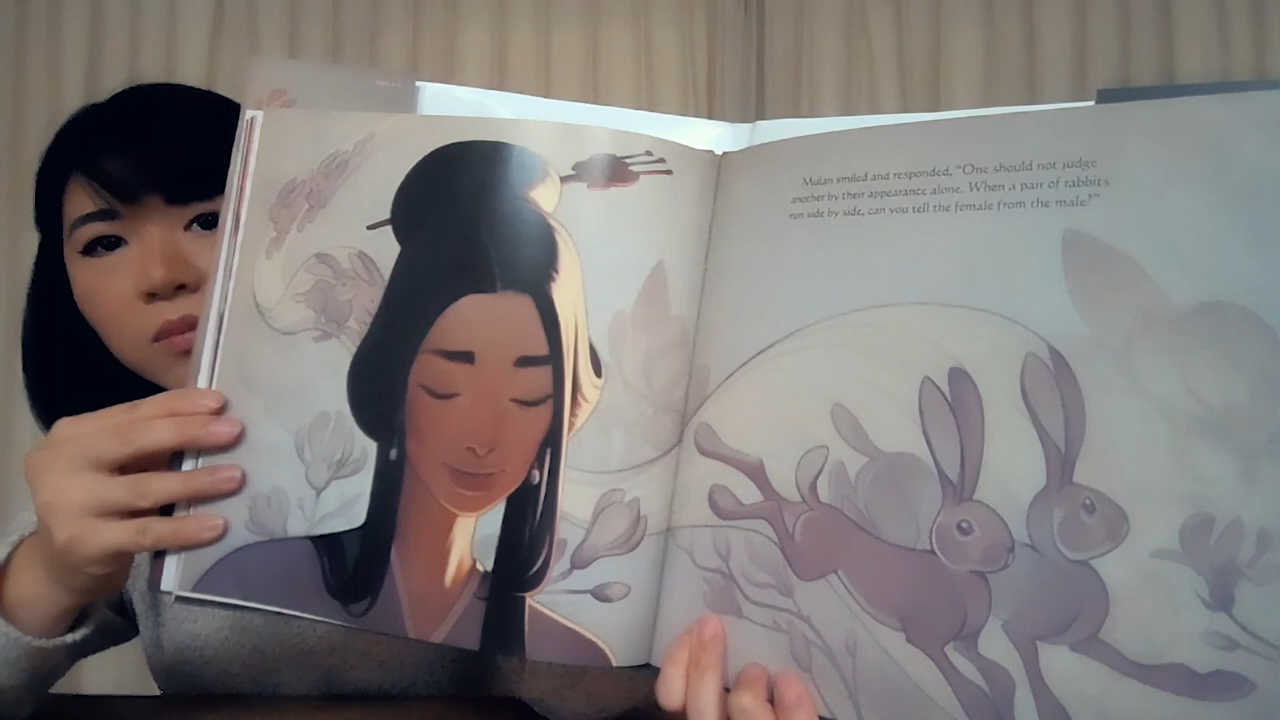 Mulan smiled and responded, "One should not judge
another by their appearance alone. When a pair of rabbits
run side by side, can you tell the female from the male?"